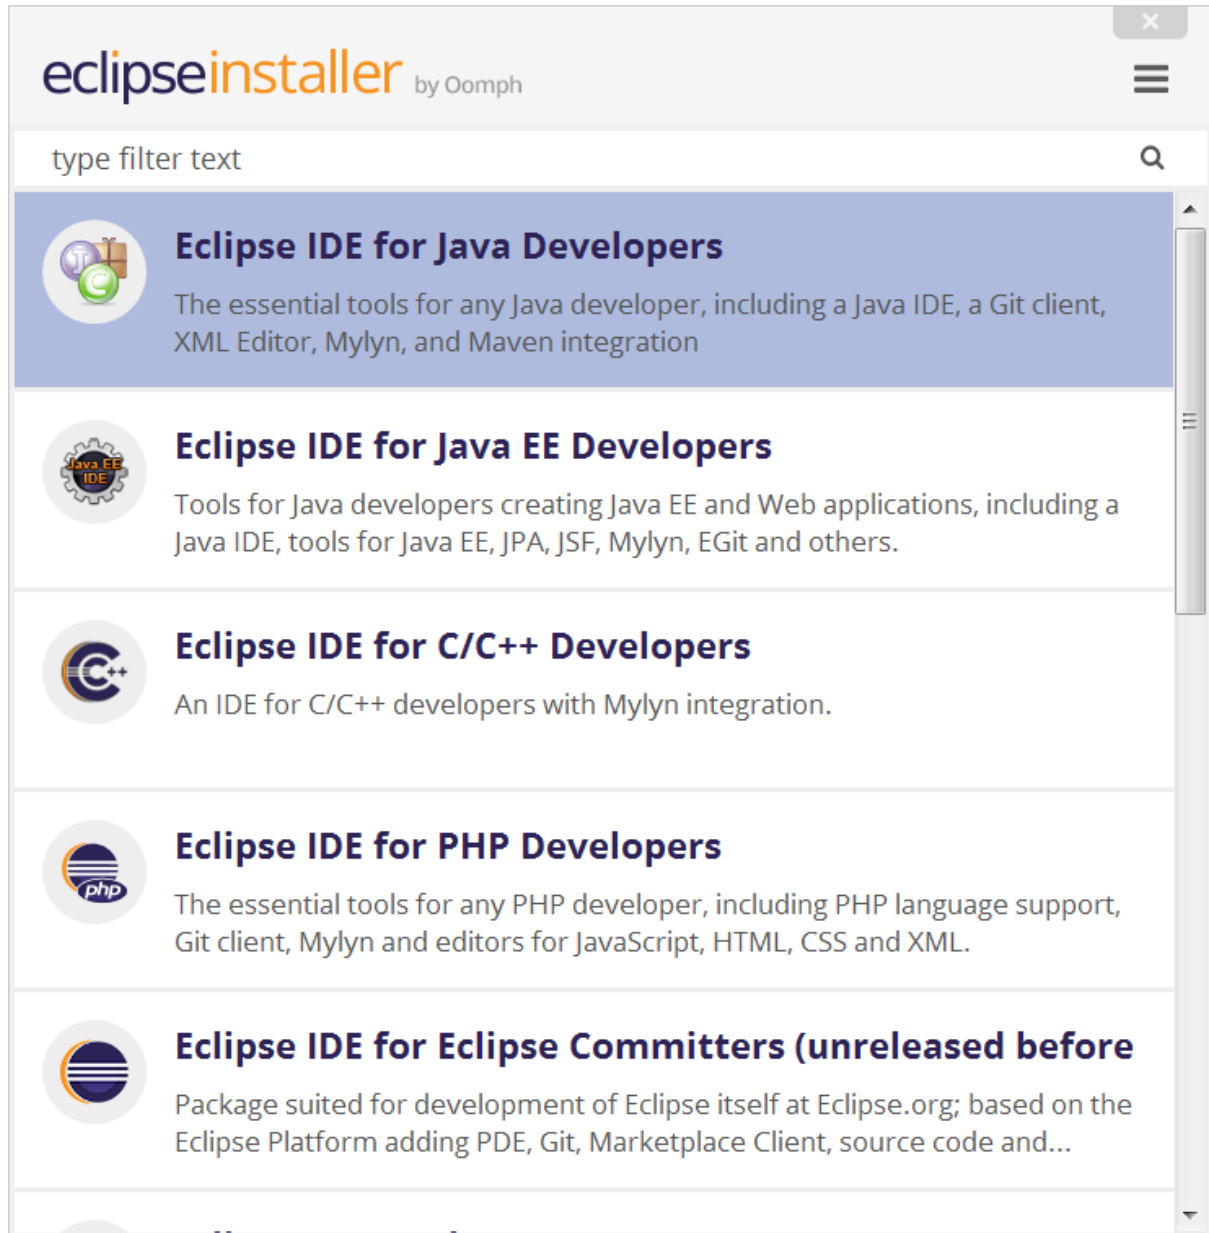 eclipseinstaller by Oomph
type filter text
Eclipse IDE for Java Developers
The essential tools for any Java developer, including a Java IDE, a Git client,
XML Editor, Mylyn, and Maven integration
Java EE
IDE
Eclipse IDE for Java EE Developers
Tools for Java developers creating Java EE and Web applications, including a
Java IDE, tools for Java EE, JPA, JSF, Mylyn, EGit and others.
C++
Eclipse IDE for C/C++ Developers
An IDE for C/C++ developers with Mylyn integration.
php
Eclipse IDE for PHP Developers
The essential tools for any PHP developer, including PHP language support,
Git client, Mylyn and editors for JavaScript, HTML, CSS and XML.
Eclipse IDE for Eclipse Committers (unreleased before
Package suited for development of Eclipse itself at Eclipse.org; based on the
Eclipse Platform adding PDE, Git, Marketplace Client, source code and...